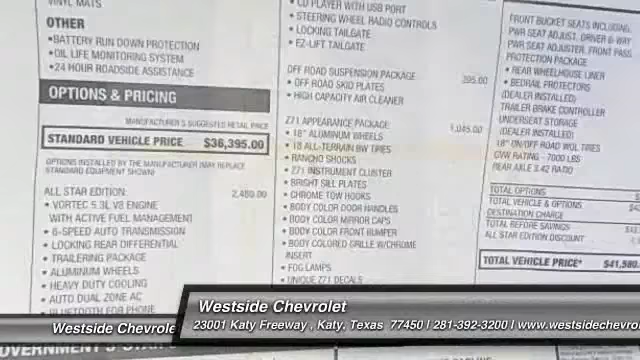 VINYL MATS
OTHER
•BATTERY RUN DOWN PROTECTION
•OIL LIFE MONITORING SYSTEM
•24 HOUR ROADSIDE ASSISTANCE
OPTIONS & PRICING
MANUFACTURER'S SUGGESTED RETAIL PRICE
STANDARD VEHICLE PRICE $36,395.00
OPTIONS INSTALLED BY THE MANUFACTURER (MAY REPLACE
STANDARD EQUIPMENT SHOWN)
ALL STAR EDITION: 2,450.00
• VORTEC 5.3L V8 ENGINE
WITH ACTIVE FUEL MANAGEMENT
• 6-SPEED AUTO TRANSMISSION
• LOCKING REAR DIFFERENTIAL
• TRAILERING PACKAGE
• ALUMINUM WHEELS
• HEAVY DUTY COOLING
• AUTO DUAL ZONE AC
• BLUETOOTH FOR PHONE
• CD PLAYER WITH USB PORT
• STEERING WHEEL RADIO CONTROLS
• LOCKING TAILGATE
• EZ-LIFT TAILGATE
OFF ROAD SUSPENSION PACKAGE 395.00
• OFF ROAD SKID PLATES
• HIGH CAPACITY AIR CLEANER
Z71 APPEARANCE PACKAGE 1,045.00
• 18" ALUMINUM WHEELS
• 18 ALL-TERRAIN BW TIRES
• RANCHO SHOCKS
• Z71 INSTRUMENT CLUSTER
• BRIGHT SILL PLATES
• CHROME TOW HOOKS
• BODY COLOR DOOR HANDLES
• BODY COLOR MIRROR CAPS
• BODY COLOR FRONT BUMPER
• BODY COLORED GRILLE W/CHROME
INSERT
• FOG LAMPS
• UNIQUE Z71 DECALS
FRONT BUCKET SEATS INCLUDING,
PWR SEAT ADJUST, DRIVER 6-WAY
PWR SEAT ADJUSTER, FRONT PASS
PROTECTION PACKAGE
• REAR WHEELHOUSE LINER
• BEDRAIL PROTECTORS
(DEALER INSTALLED)
TRAILER BRAKE CONTROLLER
UNDERSEAT STORAGE
(DEALER INSTALLED)
18" ON/OFF ROAD WOL TIRES
GVW RATING - 7000 LBS
REAR AXLE 3.42 RATIO
TOTAL OPTIONS
TOTAL VEHICLE & OPTIONS
DESTINATION CHARGE
TOTAL BEFORE SAVINGS
ALL STAR EDITION DISCOUNT
TOTAL VEHICLE PRICE* $41,580
Westside Chevrolet
Westside Chevrolet
23001 Katy Freeway , Katy, Texas 77450 | 281-392-3200 | www.westsidechevro